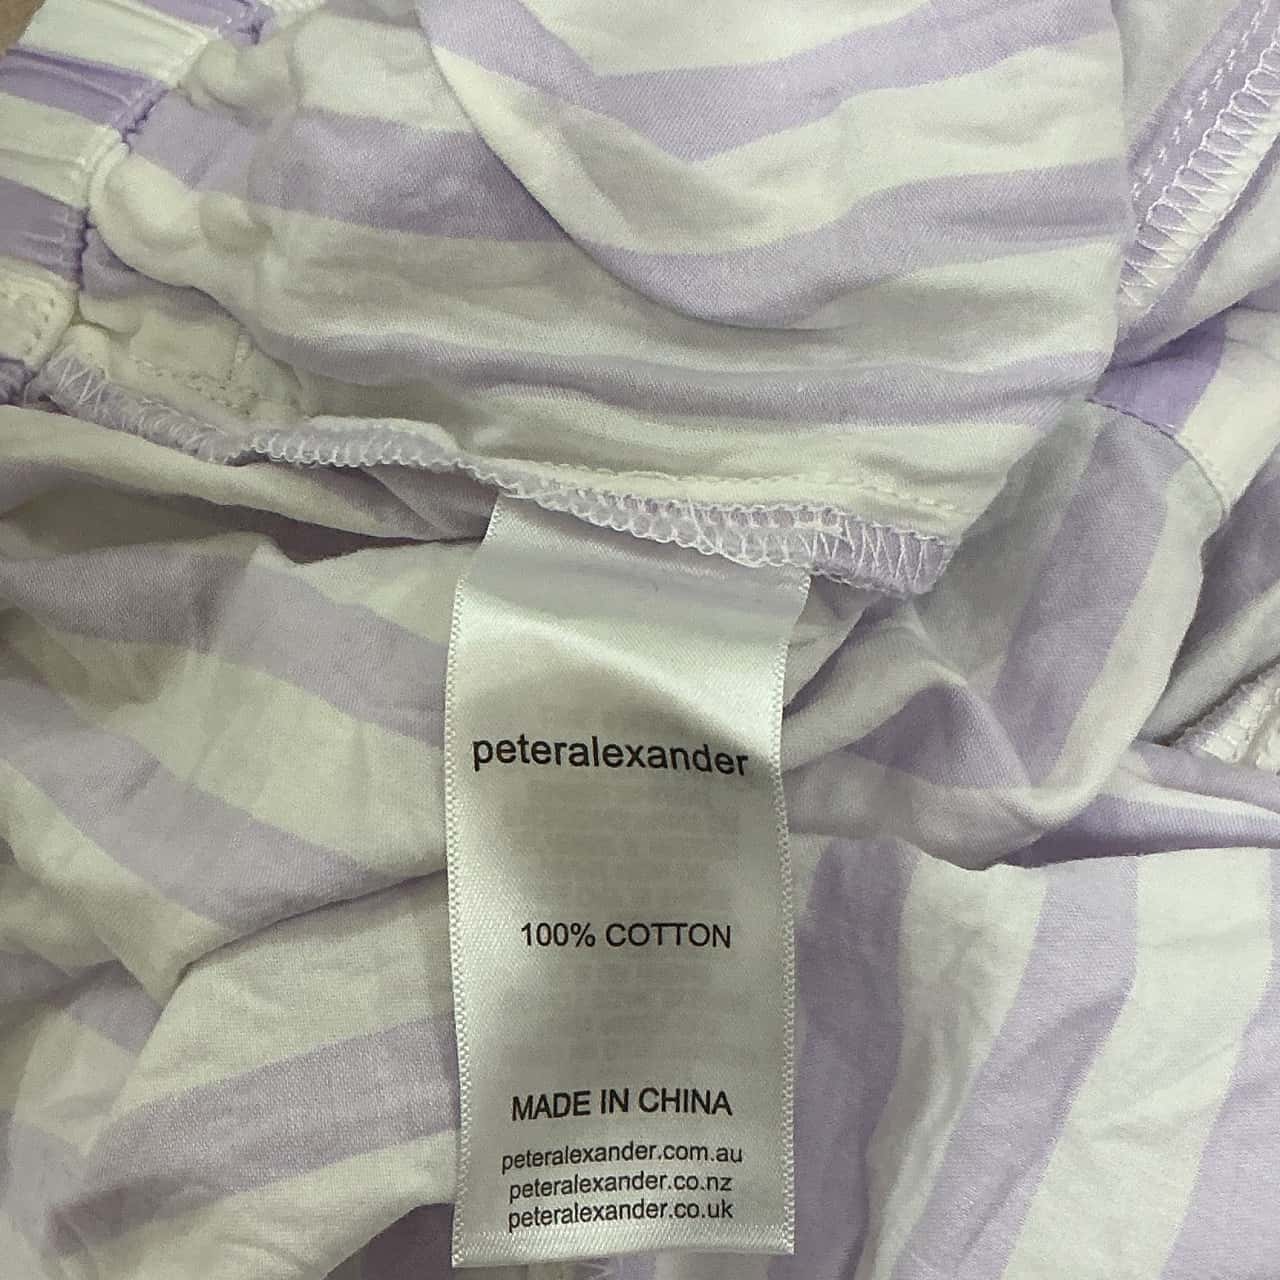 peteralexander
100% COTTON
MADE IN CHINA
peteralexander.com.au
peteralexander.co.nz
peteralexander.co.uk